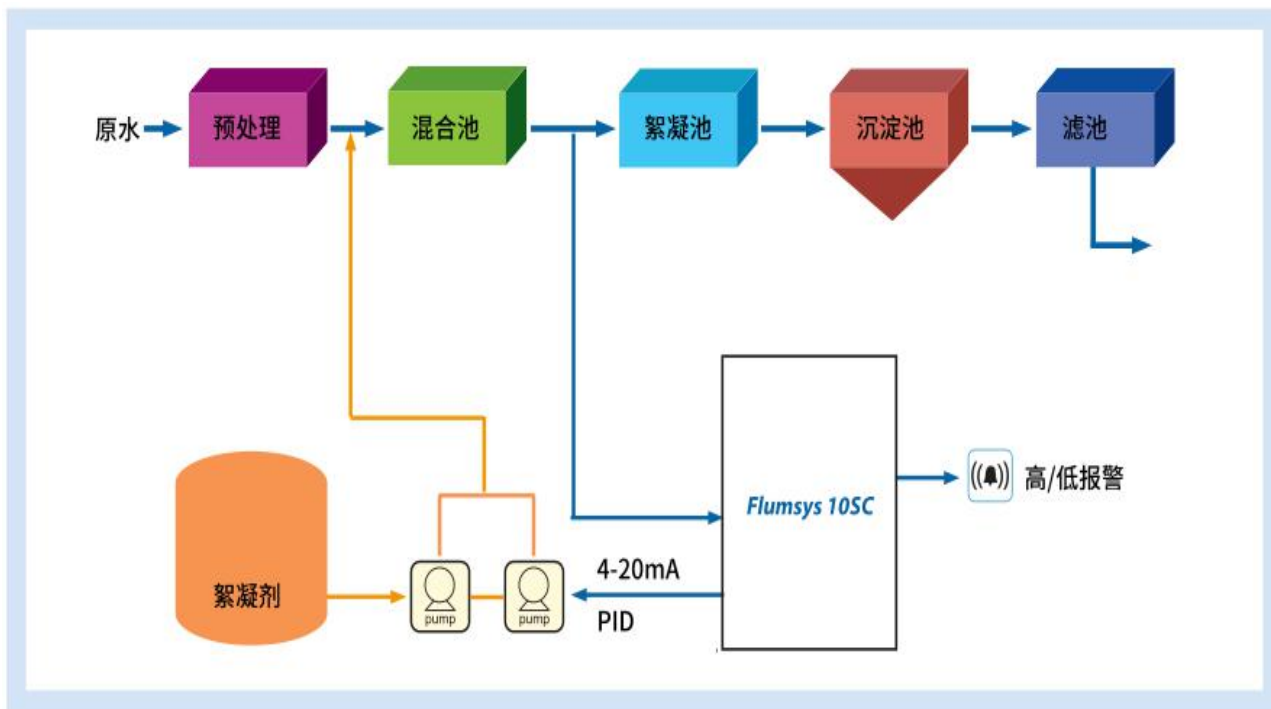 原水
预处理
混合池
絮凝池
沉淀池
滤池
Flumsys 10SC
高/低报警
4-20mA
PID
絮凝剂
pump
pump